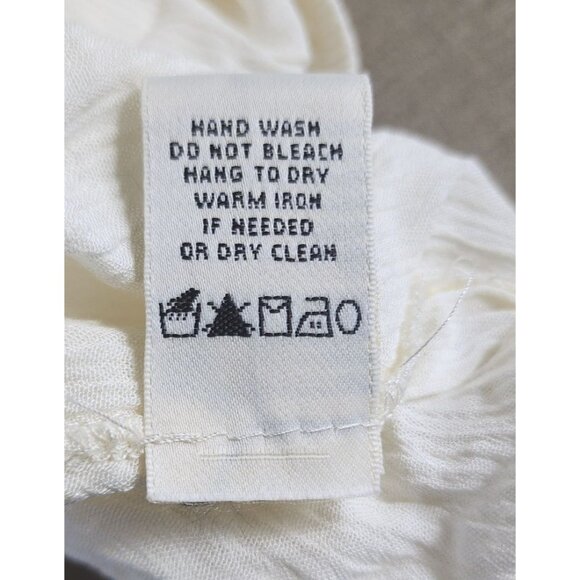 HAND WASH
DO NOT BLEACH
HANG TO DRY
WARM IRON
IF NEEDED
OR DRY CLEAN